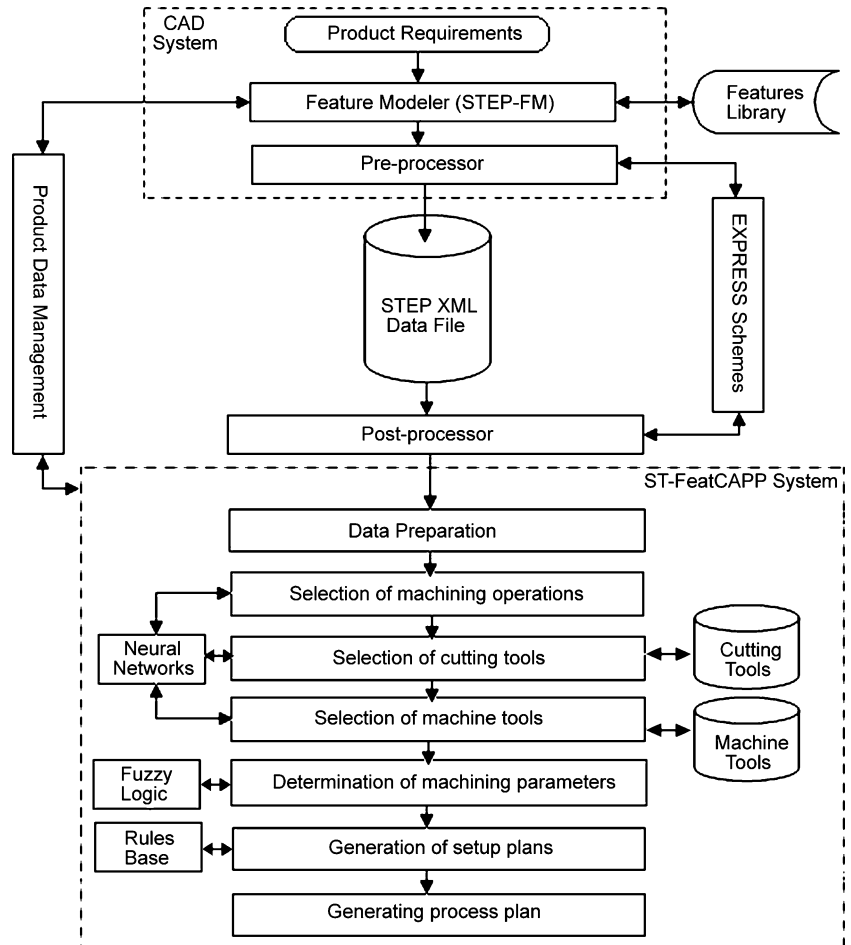 CAD
System
Product Requirements
Feature Modeler (STEP-FM)
Features
Library
Pre-processor
Product Data Management
EXPRESS Schemes
STEP XML
Data File
Post-processor
ST-FeatCAPP System
Data Preparation
Selection of machining operations
Neural
Networks
Selection of cutting tools
Cutting
Tools
Selection of machine tools
Machine
Tools
Fuzzy
Logic
Determination of machining parameters
Rules
Base
Generation of setup plans
Generating process plan